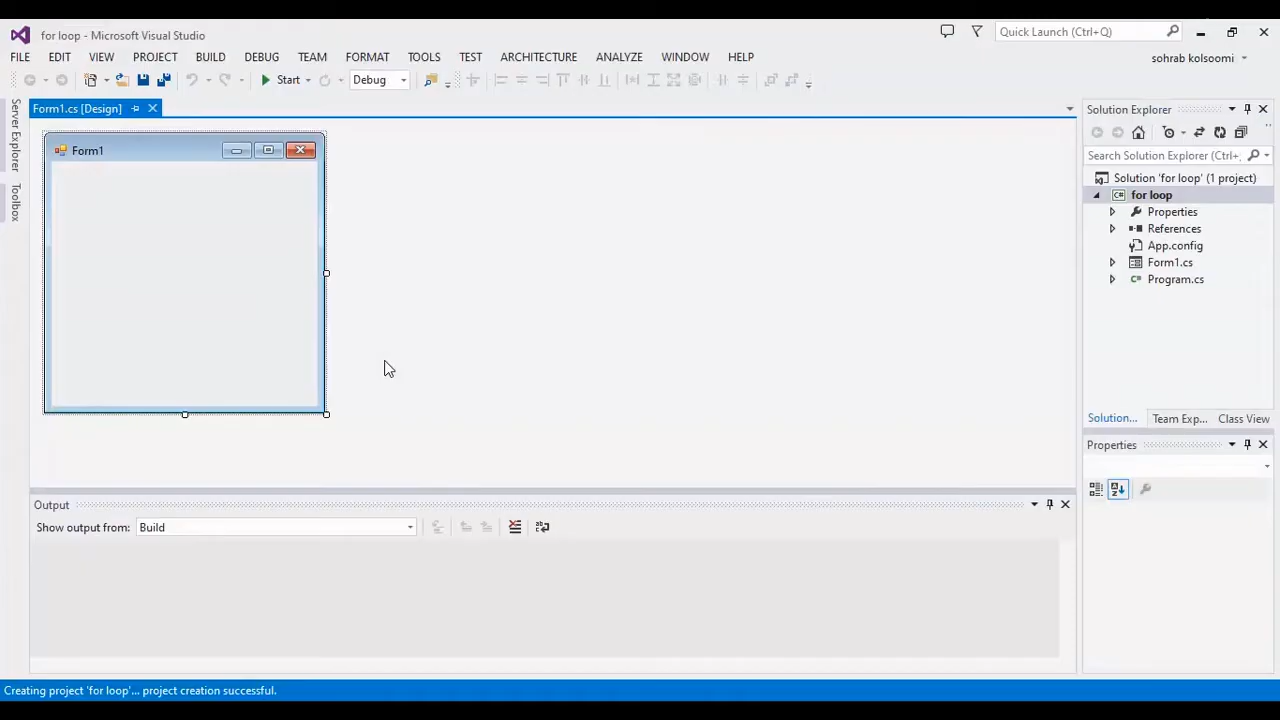 for loop - Microsoft Visual Studio
Quick Launch (Ctrl+Q)
FILE EDIT VIEW PROJECT BUILD DEBUG TEAM FORMAT TOOLS TEST ARCHITECTURE ANALYZE WINDOW HELP
sohrab kolsoomi
Start Debug
Server Explorer
Toolbox
Form1.cs [Design]
Form1
Solution Explorer
Search Solution Explorer (Ctrl+,
Solution 'for loop' (1 project)
C# for loop
Properties
References
App.config
Form1.cs
C# Program.cs
Solution... Team Exp... Class View
Properties
Output
Show output from: Build
Creating project 'for loop'... project creation successful.